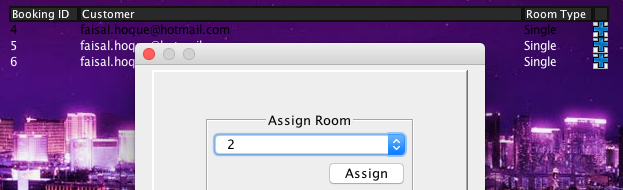 Booking ID Customer Room Type
4 faisal.hoque@hotmail.com Single
5 Single
6 Single
Assign Room
2
Assign